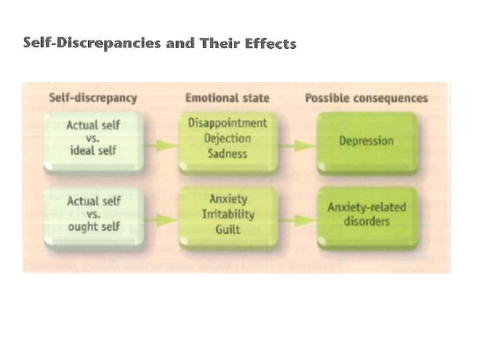 Self-Discrepancies and Their Effects
Self-discrepancy
Emotional state
Possible consequences
Actual self
vs.
ideal self
Disappointment
Dejection
Sadness
Depression
Actual self
vs.
ought self
Anxiety
Irritability
Guilt
Anxiety-related
disorders